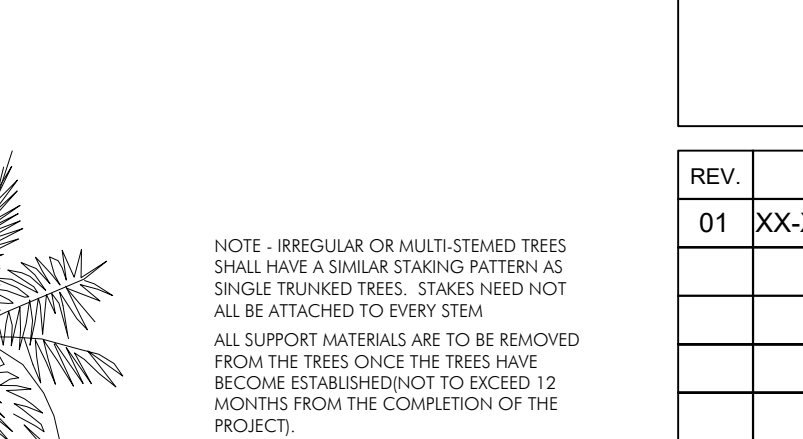 REV.
01 XX-
NOTE - IRREGULAR OR MULTI-STEMED TREES
SHALL HAVE A SIMILAR STAKING PATTERN AS
SINGLE TRUNKED TREES. STAKES NEED NOT
ALL BE ATTACHED TO EVERY STEM
ALL SUPPORT MATERIALS ARE TO BE REMOVED
FROM THE TREES ONCE THE TREES HAVE
BECOME ESTABLISHED(NOT TO EXCEED 12
MONTHS FROM THE COMPLETION OF THE
PROJECT).